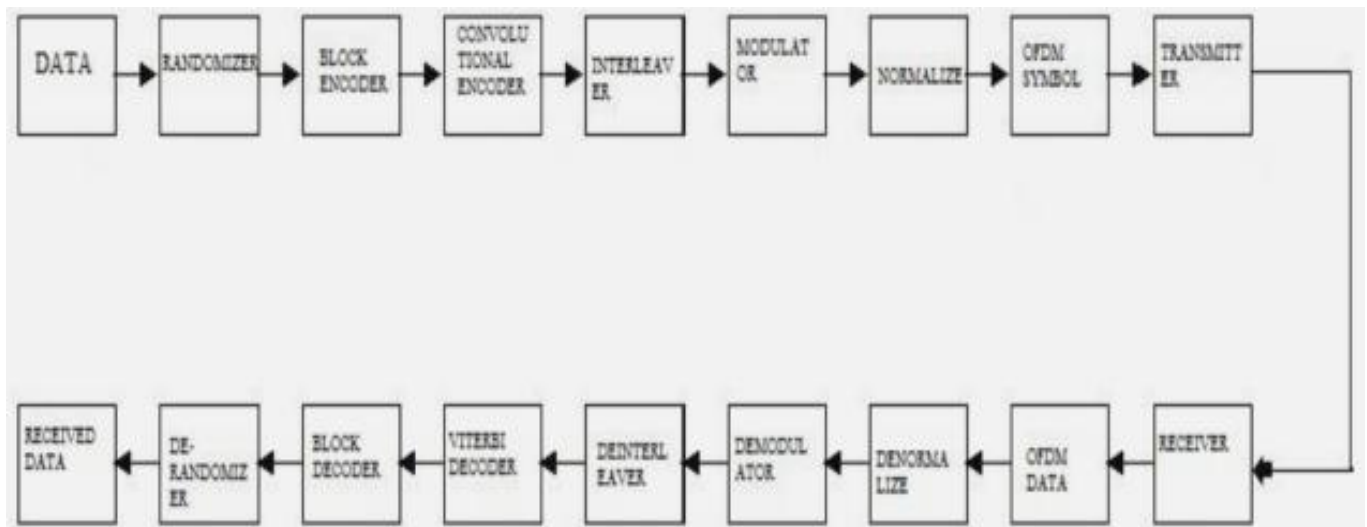 DATA
RANDOMIZER
BLOCK
ENCODER
CONVOLU
TIONAL
ENCODER
INTERLEAV
ER
MODULAT
OR
NORMALIZE
OFDM
SYMBOL
TRANSMITT
ER
RECEIVED
DATA
DE-
RANDOMIZ
ER
BLOCK
DECODER
VITERBI
DECODER
DEINTERL
EAVER
DEMODUL
ATOR
DENORMA
LIZE
OFDM
DATA
RECEIVER